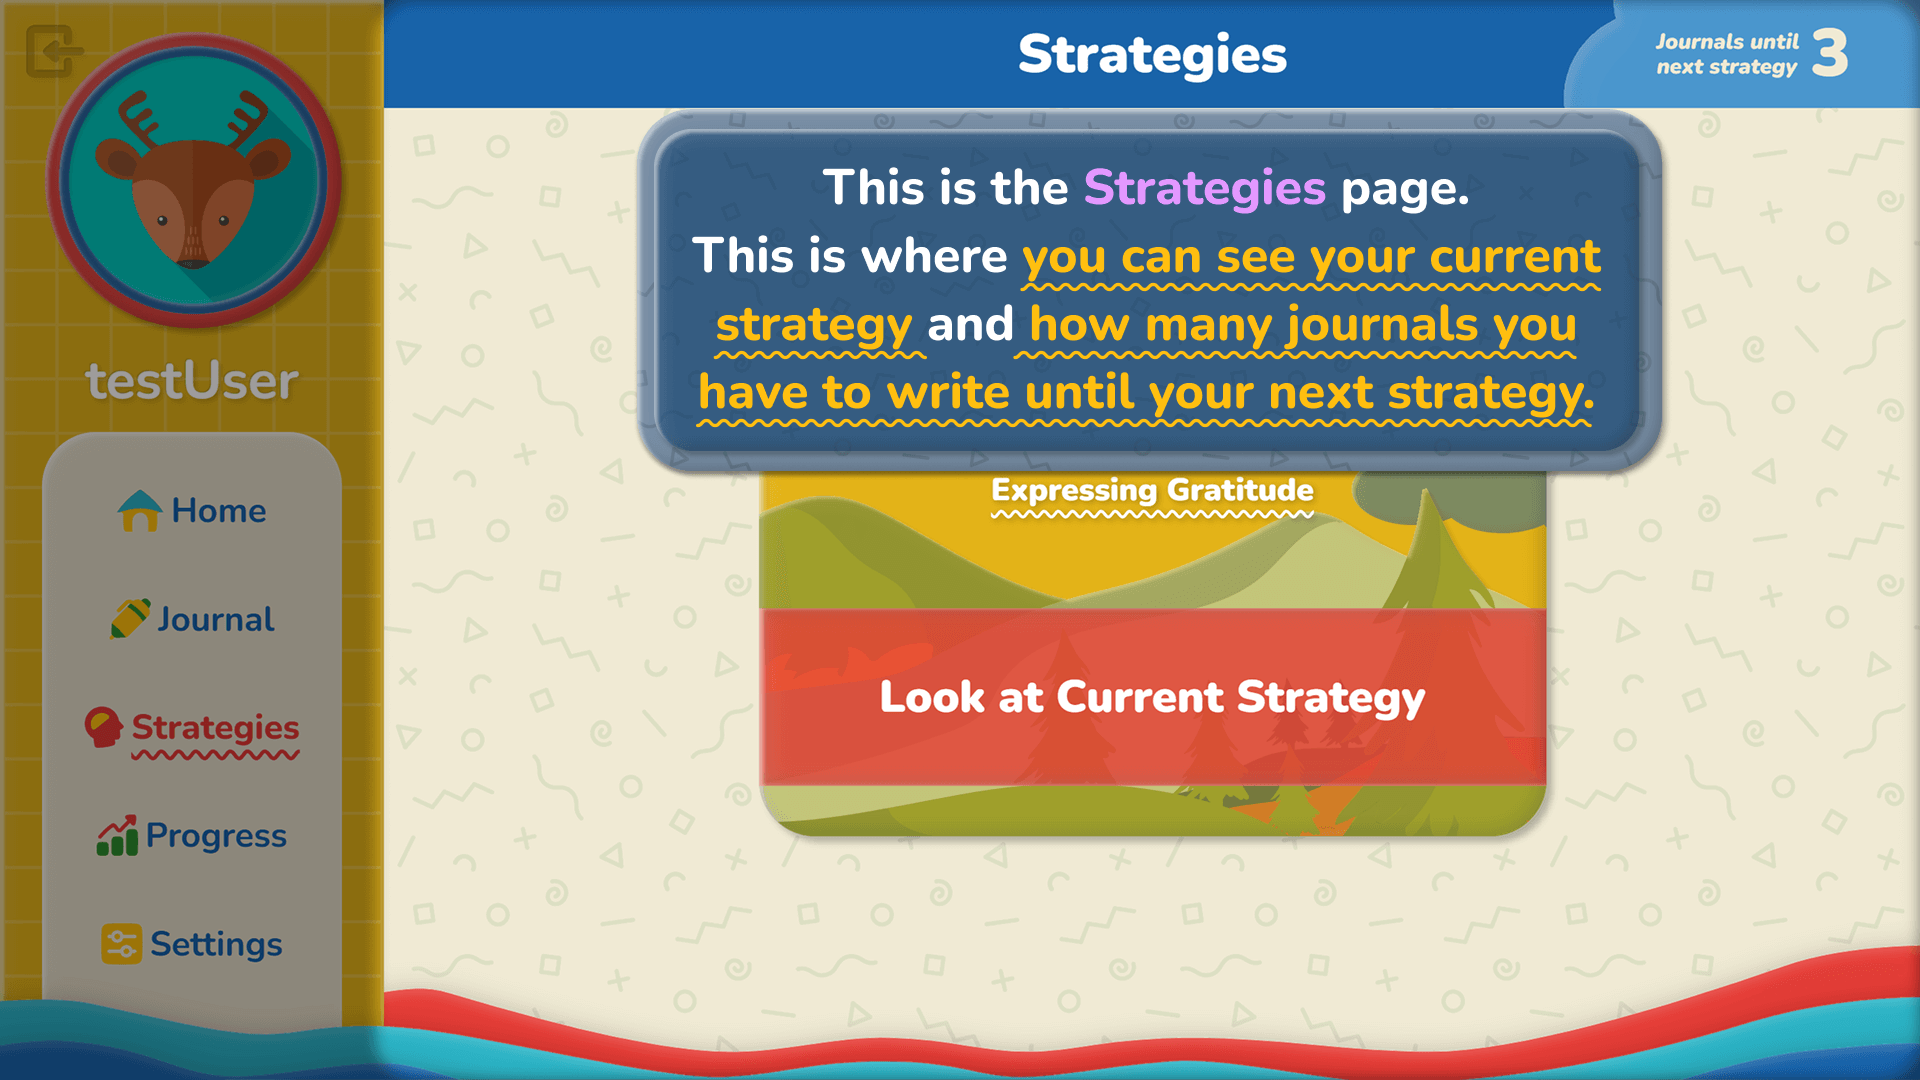 Strategies
Journals until
next strategy
3
This is the Strategies page.
This is where you can see your current
strategy and how many journals you
have to write until your next strategy.
testUser
Home
Journal
Strategies
Progress
Settings
Expressing Gratitude
Look at Current Strategy